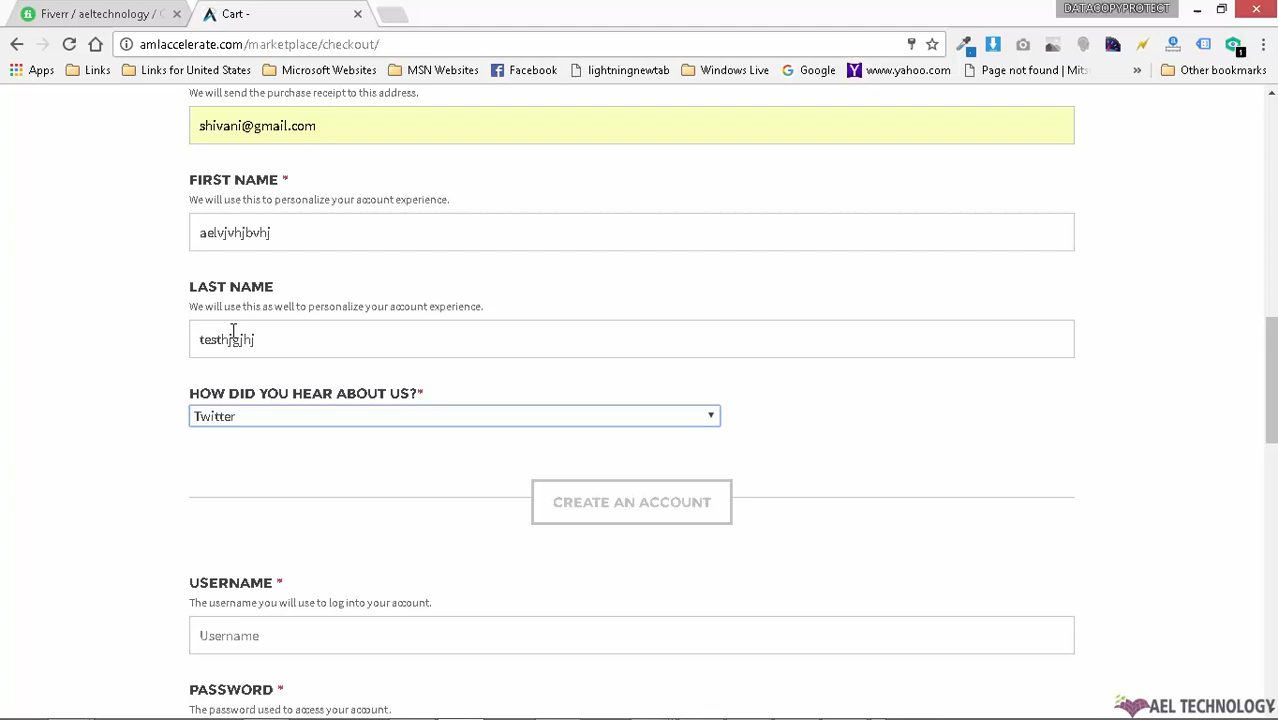 Fiverr / aeltechnology / C
Cart -
DATACOPYPROTECT
amlaccelerate.com/marketplace/checkout/
Apps Links Links for United States Microsoft Websites MSN Websites Facebook lightningnewtab Windows Live Google www.yahoo.com Page not found | Mits » Other bookmarks
We will send the purchase receipt to this address.
shivani@gmail.com
FIRST NAME *
We will use this to personalize your account experience.
aelvjvhjbvhj
LAST NAME
We will use this as well to personalize your account experience.
testhjgjhj
HOW DID YOU HEAR ABOUT US?*
Twitter
CREATE AN ACCOUNT
USERNAME *
The username you will use to log into your account.
Username
PASSWORD *
The password used to access your account.
AEL TECHNOLOGY